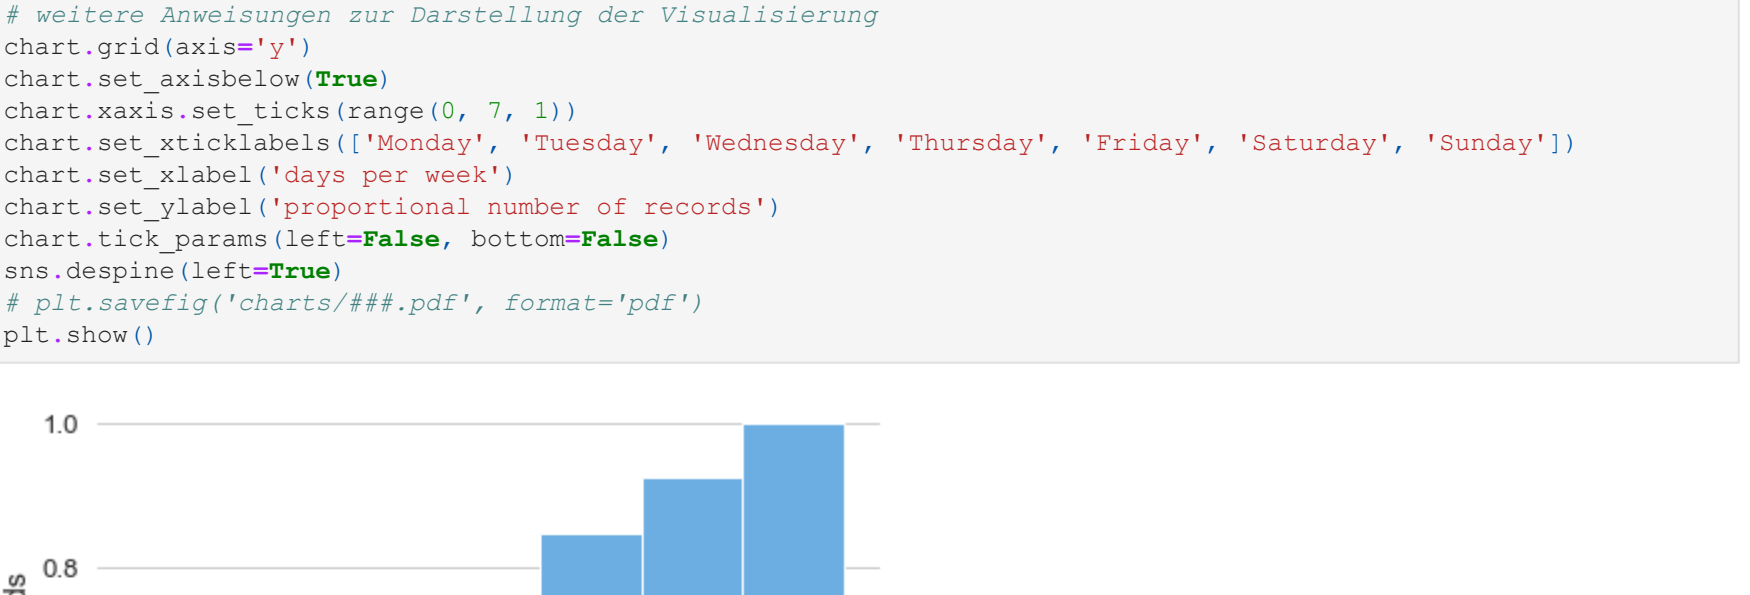 # weitere Anweisungen zur Darstellung der Visualisierung
chart.grid(axis='y')
chart.set_axisbelow(True)
chart.xaxis.set_ticks(range(0, 7, 1))
chart.set_xticklabels(['Monday', 'Tuesday', 'Wednesday', 'Thursday', 'Friday', 'Saturday', 'Sunday'])
chart.set_xlabel('days per week')
chart.set_ylabel('proportional number of records')
chart.tick_params(left=False, bottom=False)
sns.despine(left=True)
# plt.savefig('charts/###.pdf', format='pdf')
plt.show()
1.0
0.8